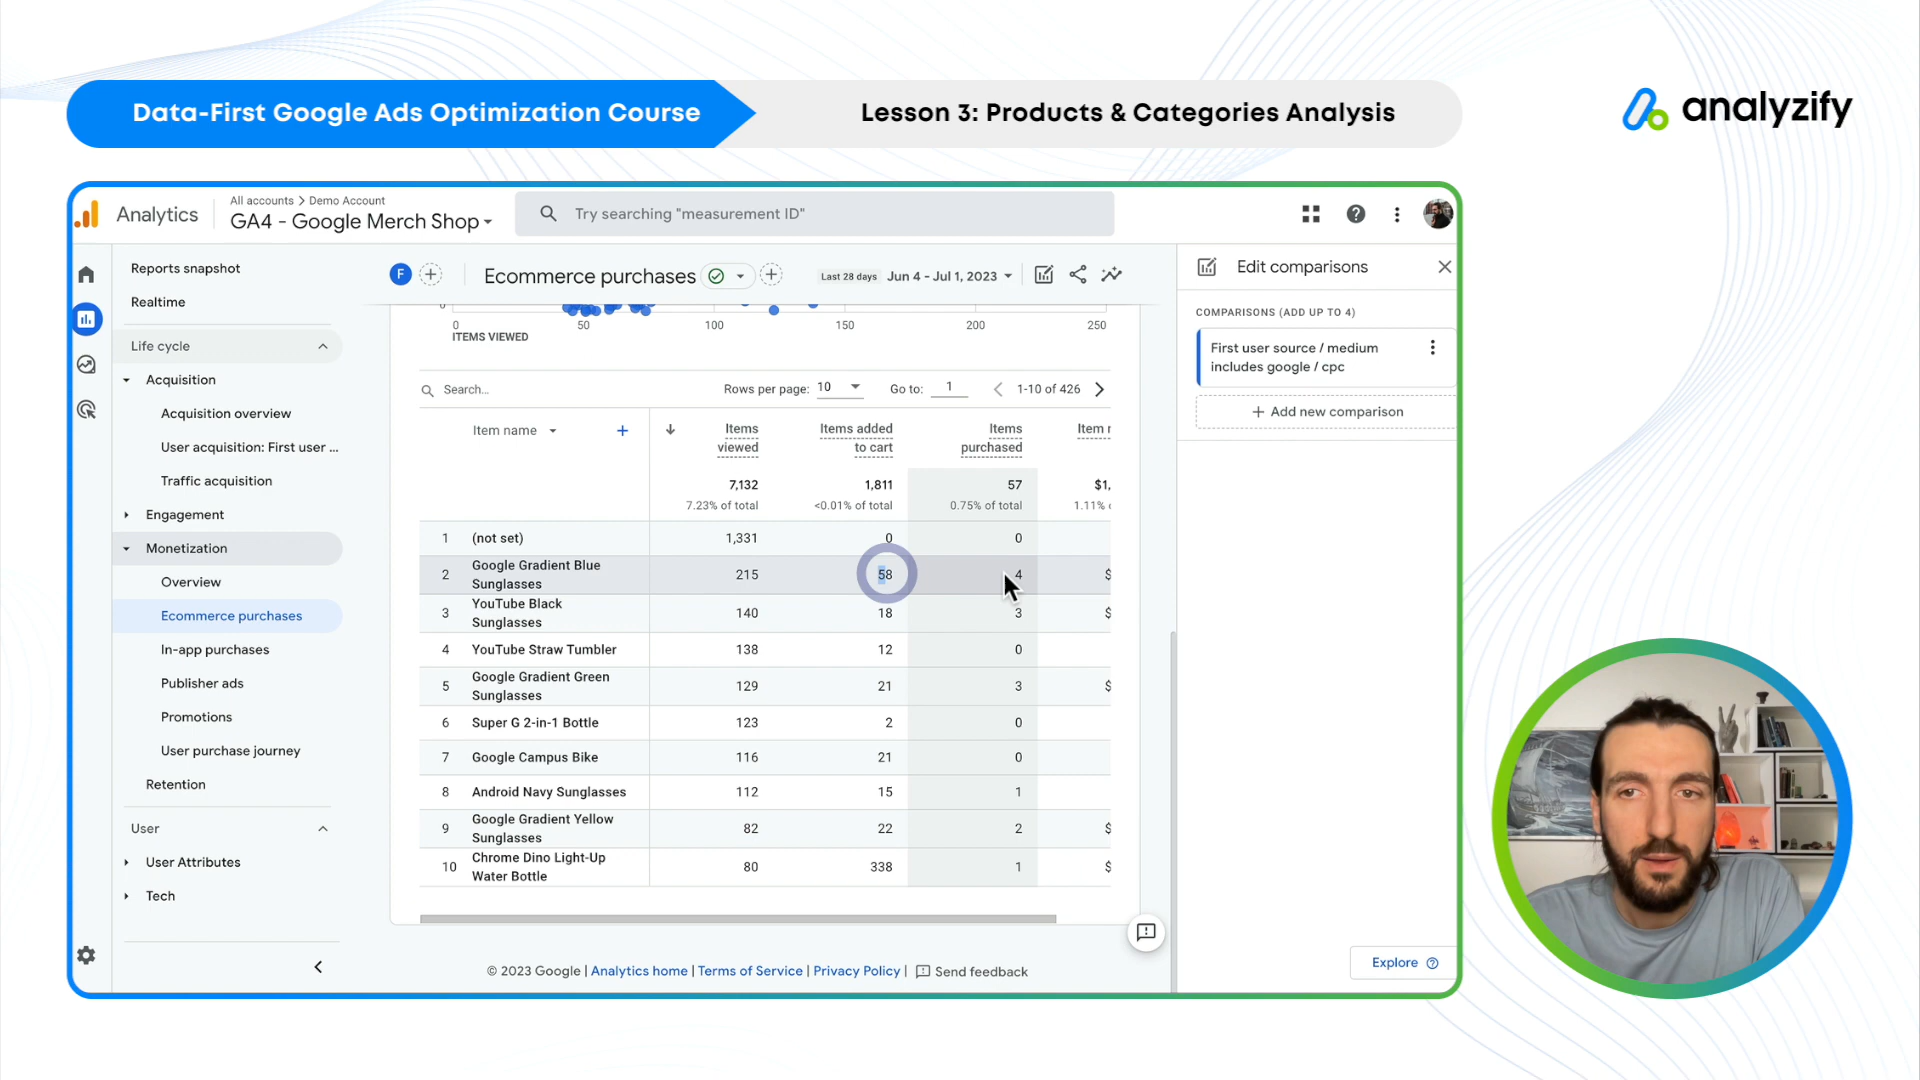 Data-First Google Ads Optimization Course
Lesson 3: Products & Categories Analysis
analyzify
Analytics
All accounts > Demo Account
GA4 - Google Merch Shop
Try searching "measurement ID"
Reports snapshot
Realtime
Life cycle
Acquisition
Acquisition overview
User acquisition: First user ...
Traffic acquisition
Engagement
Monetization
Overview
Ecommerce purchases
In-app purchases
Publisher ads
Promotions
User purchase journey
Retention
User
User Attributes
Tech
F
Ecommerce purchases
Last 28 days Jun 4 - Jul 1, 2023
0
0 50 100 150 200 250
ITEMS VIEWED
Search...
Rows per page: 10
Go to: 1
1-10 of 426
Item name
Items viewed
Items added to cart
Items purchased
Item r
7,132 1,811 57 $1,
7.23% of total <0.01% of total 0.75% of total 1.11%
1 (not set) 1,331 0 0
2 Google Gradient Blue Sunglasses 215 58 4 $
3 YouTube Black Sunglasses 140 18 3 $
4 YouTube Straw Tumbler 138 12 0
5 Google Gradient Green Sunglasses 129 21 3 $
6 Super G 2-in-1 Bottle 123 2 0
7 Google Campus Bike 116 21 0
8 Android Navy Sunglasses 112 15 1
9 Google Gradient Yellow Sunglasses 82 22 2 $
10 Chrome Dino Light-Up Water Bottle 80 338 1 $
© 2023 Google | Analytics home | Terms of Service | Privacy Policy | Send feedback
Edit comparisons
COMPARISONS (ADD UP TO 4)
First user source / medium
includes google / cpc
+ Add new comparison
Explore